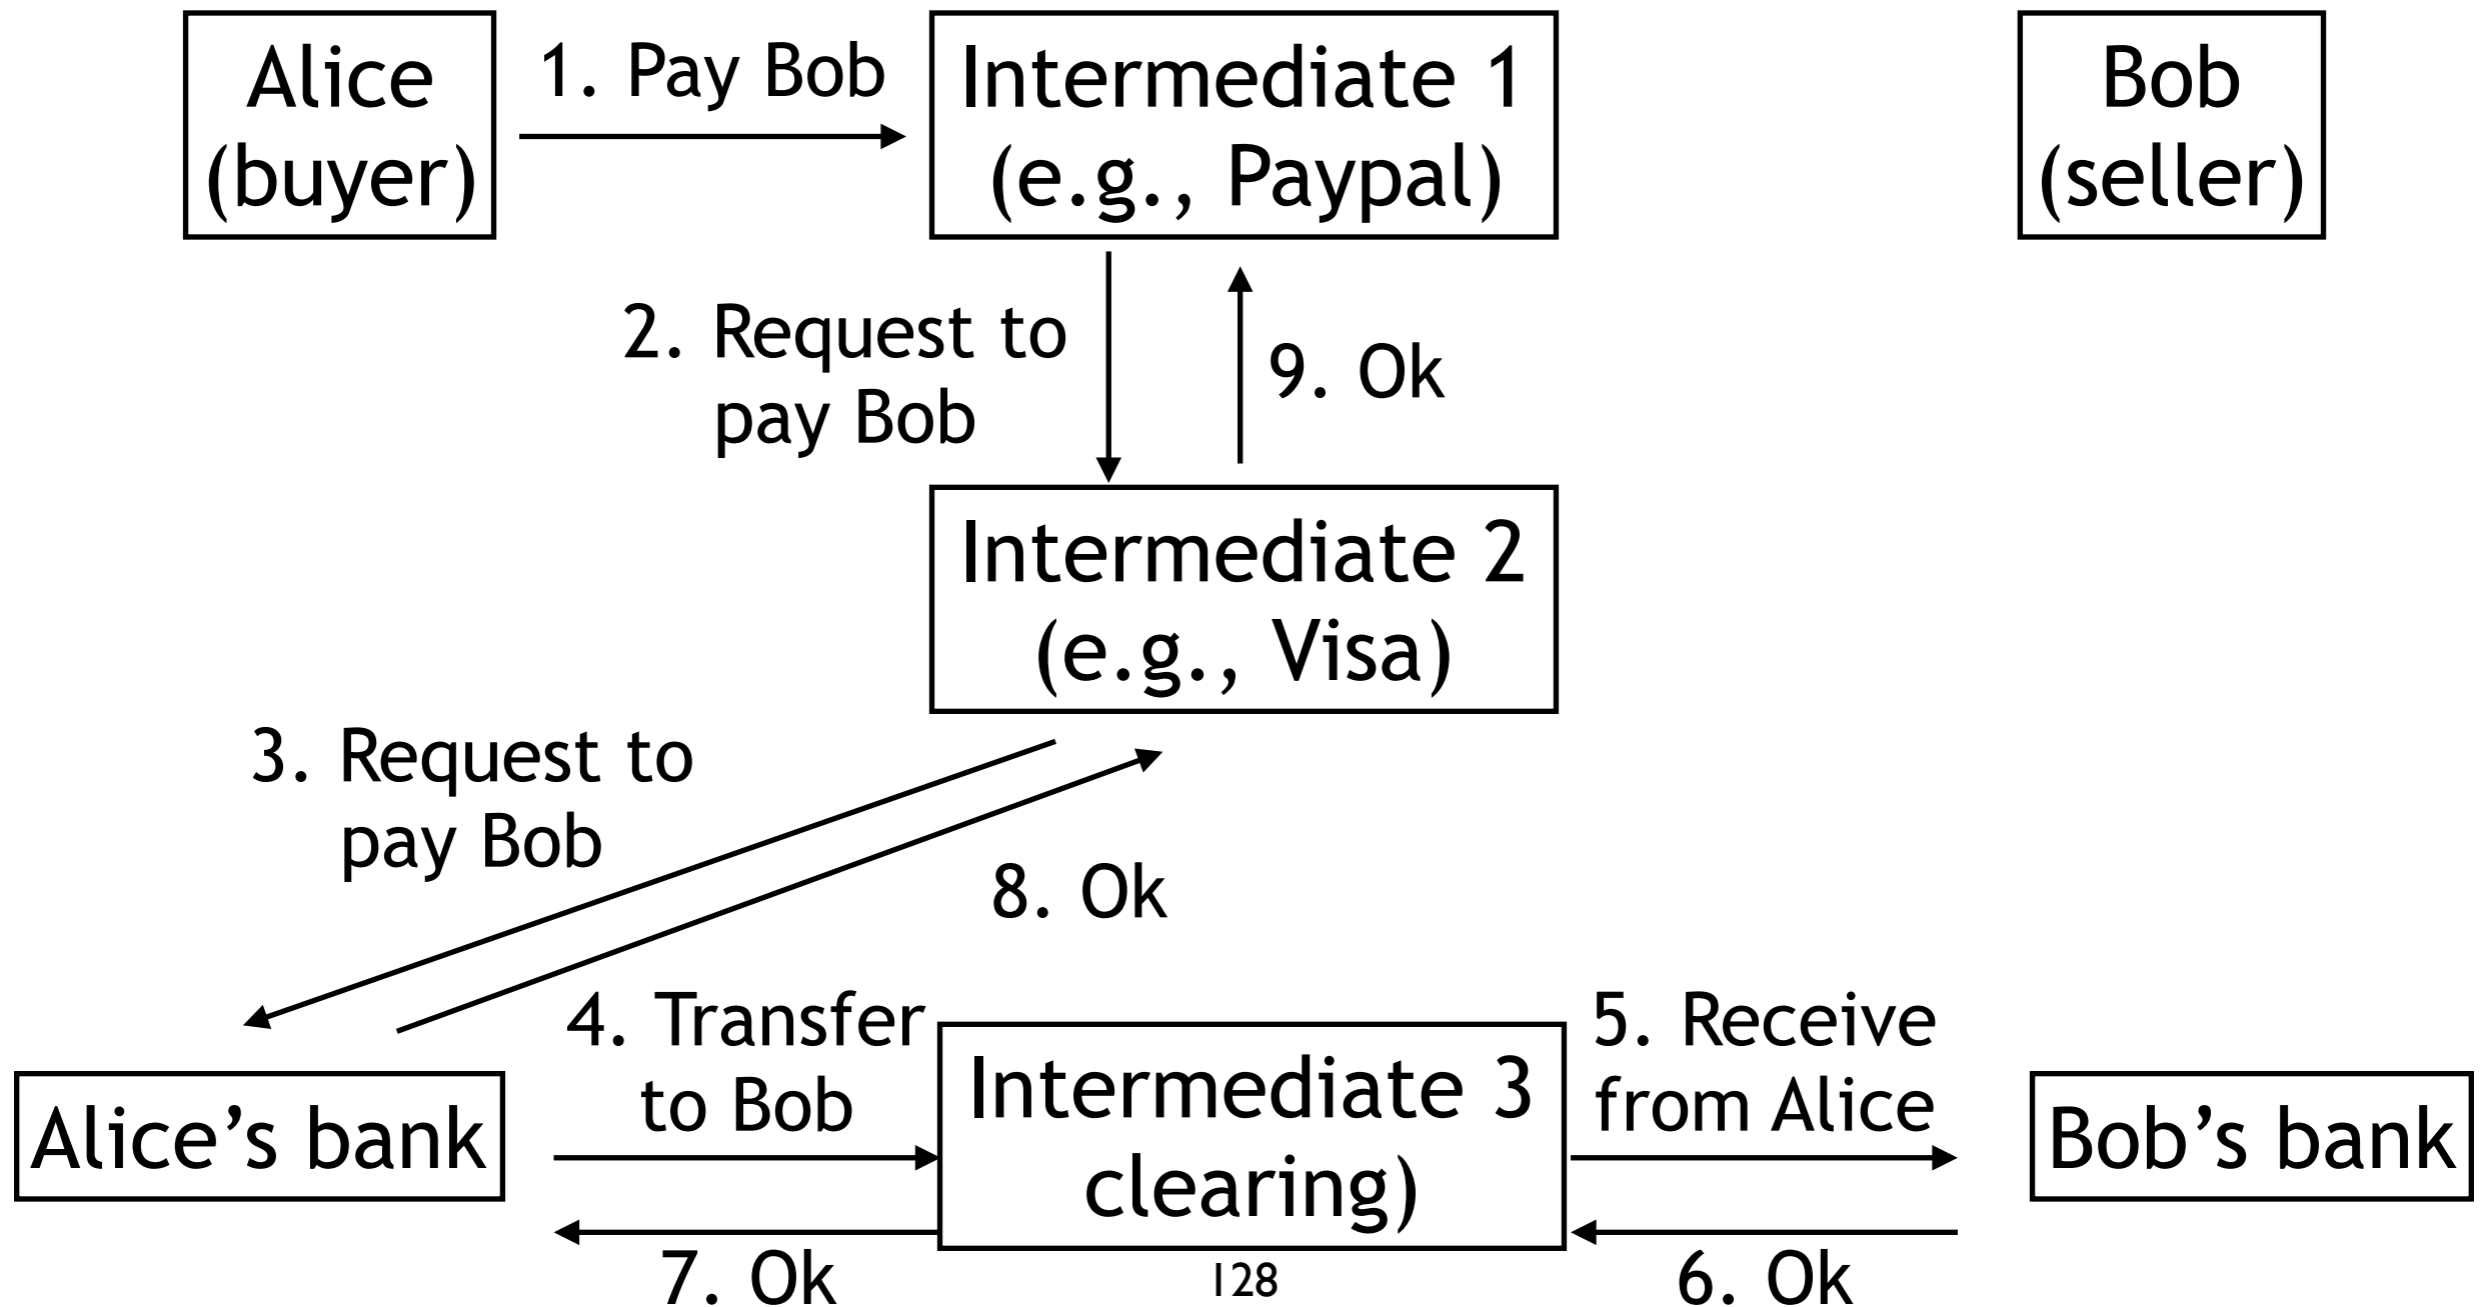 Alice
(buyer)
1. Pay Bob
Intermediate 1
(e.g., Paypal)
Bob
(seller)
2. Request to
pay Bob
9. Ok
Intermediate 2
(e.g., Visa)
3. Request to
pay Bob
8. Ok
4. Transfer
to Bob
Intermediate 3
clearing)
5. Receive
from Alice
Alice’s bank
Bob’s bank
7. Ok
128
6. Ok